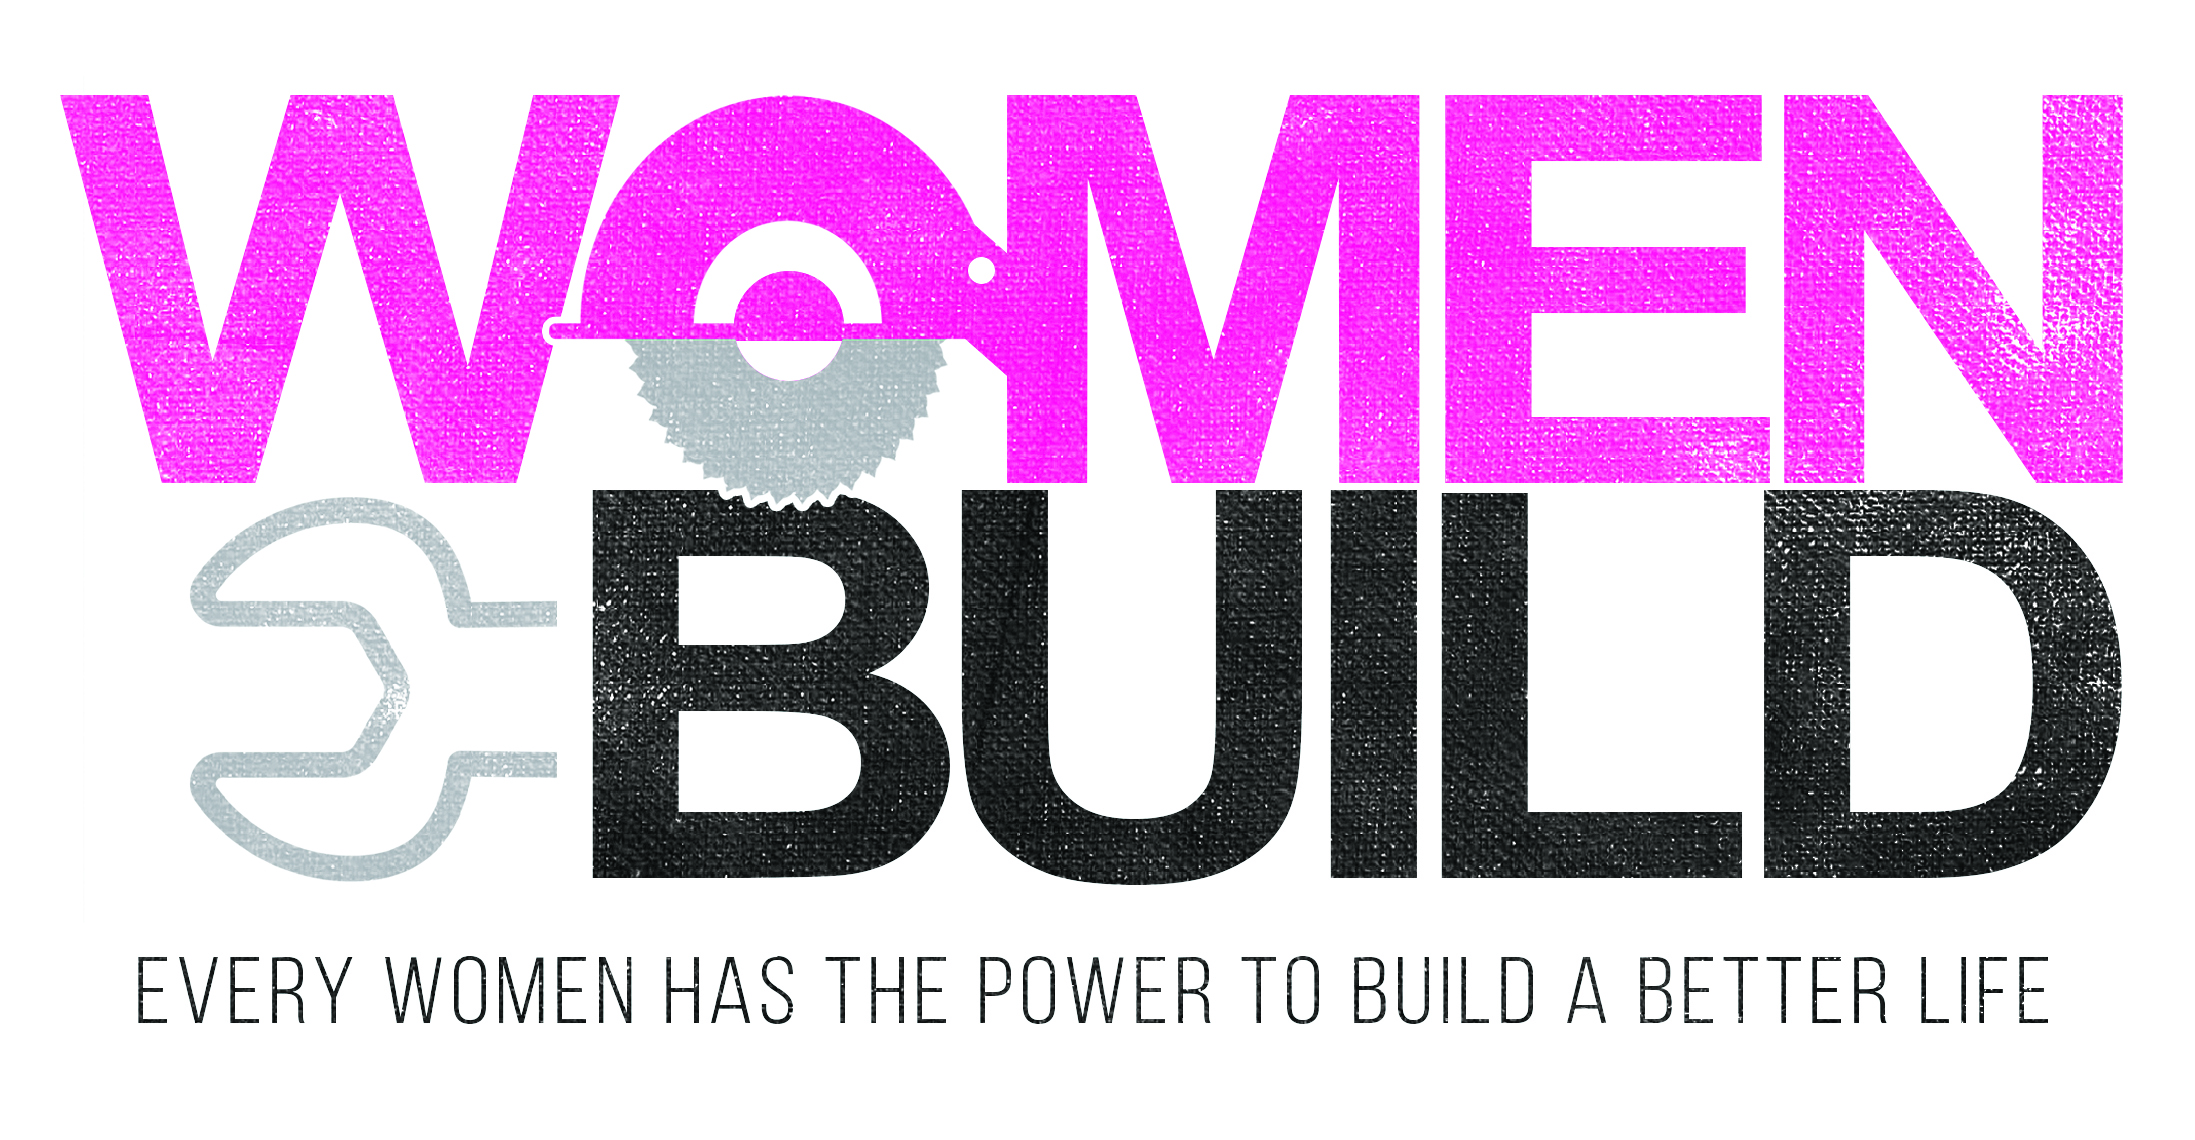 WOMEN
BUILD
EVERY WOMEN HAS THE POWER TO BUILD A BETTER LIFE